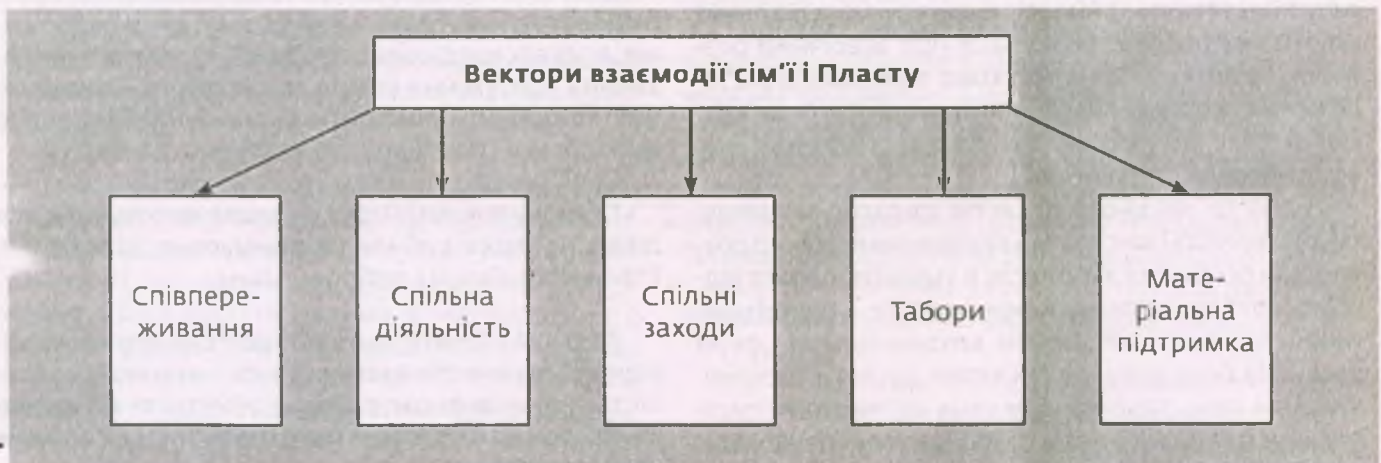 Вектори взаємодії сім'ї і Пласту
Співпере-
живання
Спільна
діяльність
Спільні
заходи
Табори
Мате-
ріальна
підтримка